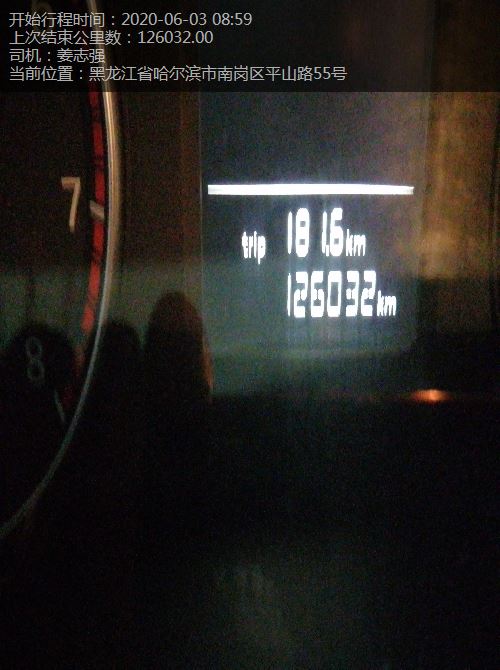 开始行程时间：2020-06-03 08:59
上次结束公里数：126032.00
司机：姜志强
当前位置：黑龙江省哈尔滨市南岗区平山路55号
7
trip 181.6km
126032km
8